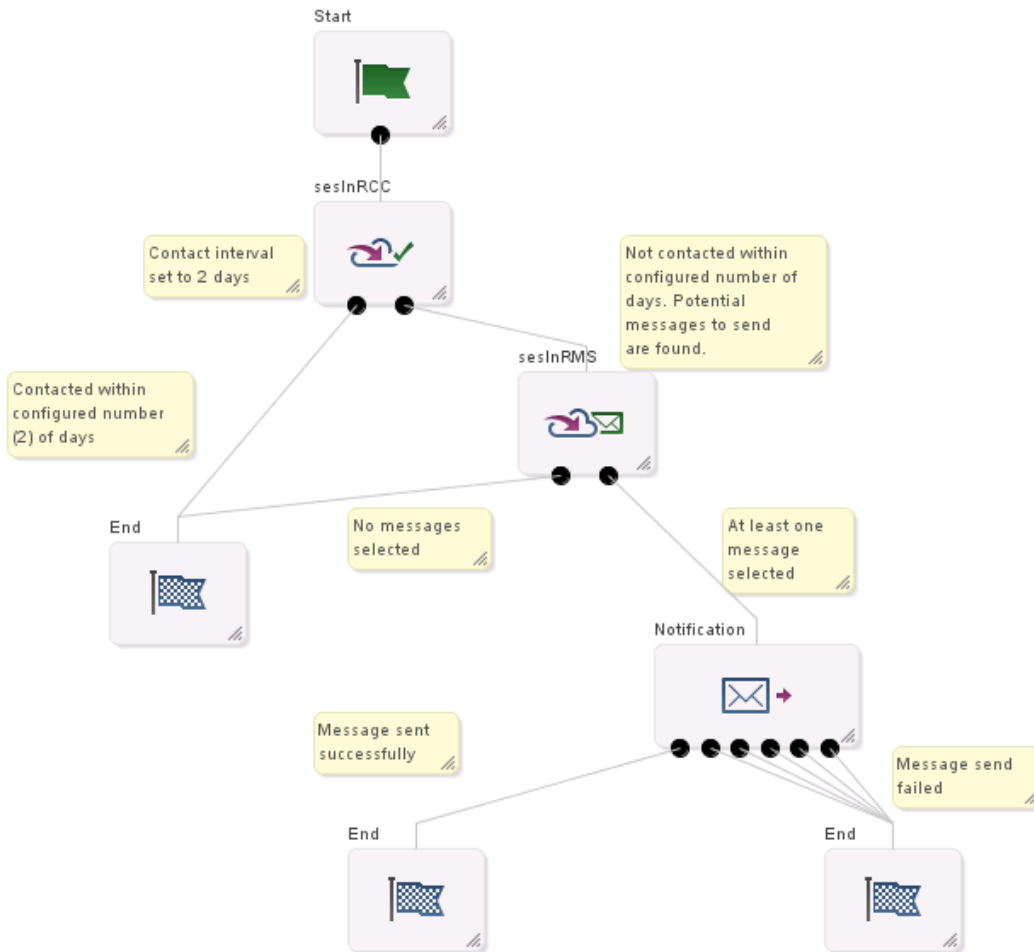 Start
sesInRCC
Contact interval
set to 2 days
Not contacted within
configured number of
days. Potential
messages to send
are found.
sesInRMS
Contacted within
configured number
(2) of days
End
No messages
selected
At least one
message
selected
Notification
Message sent
successfully
Message send
failed
End
End